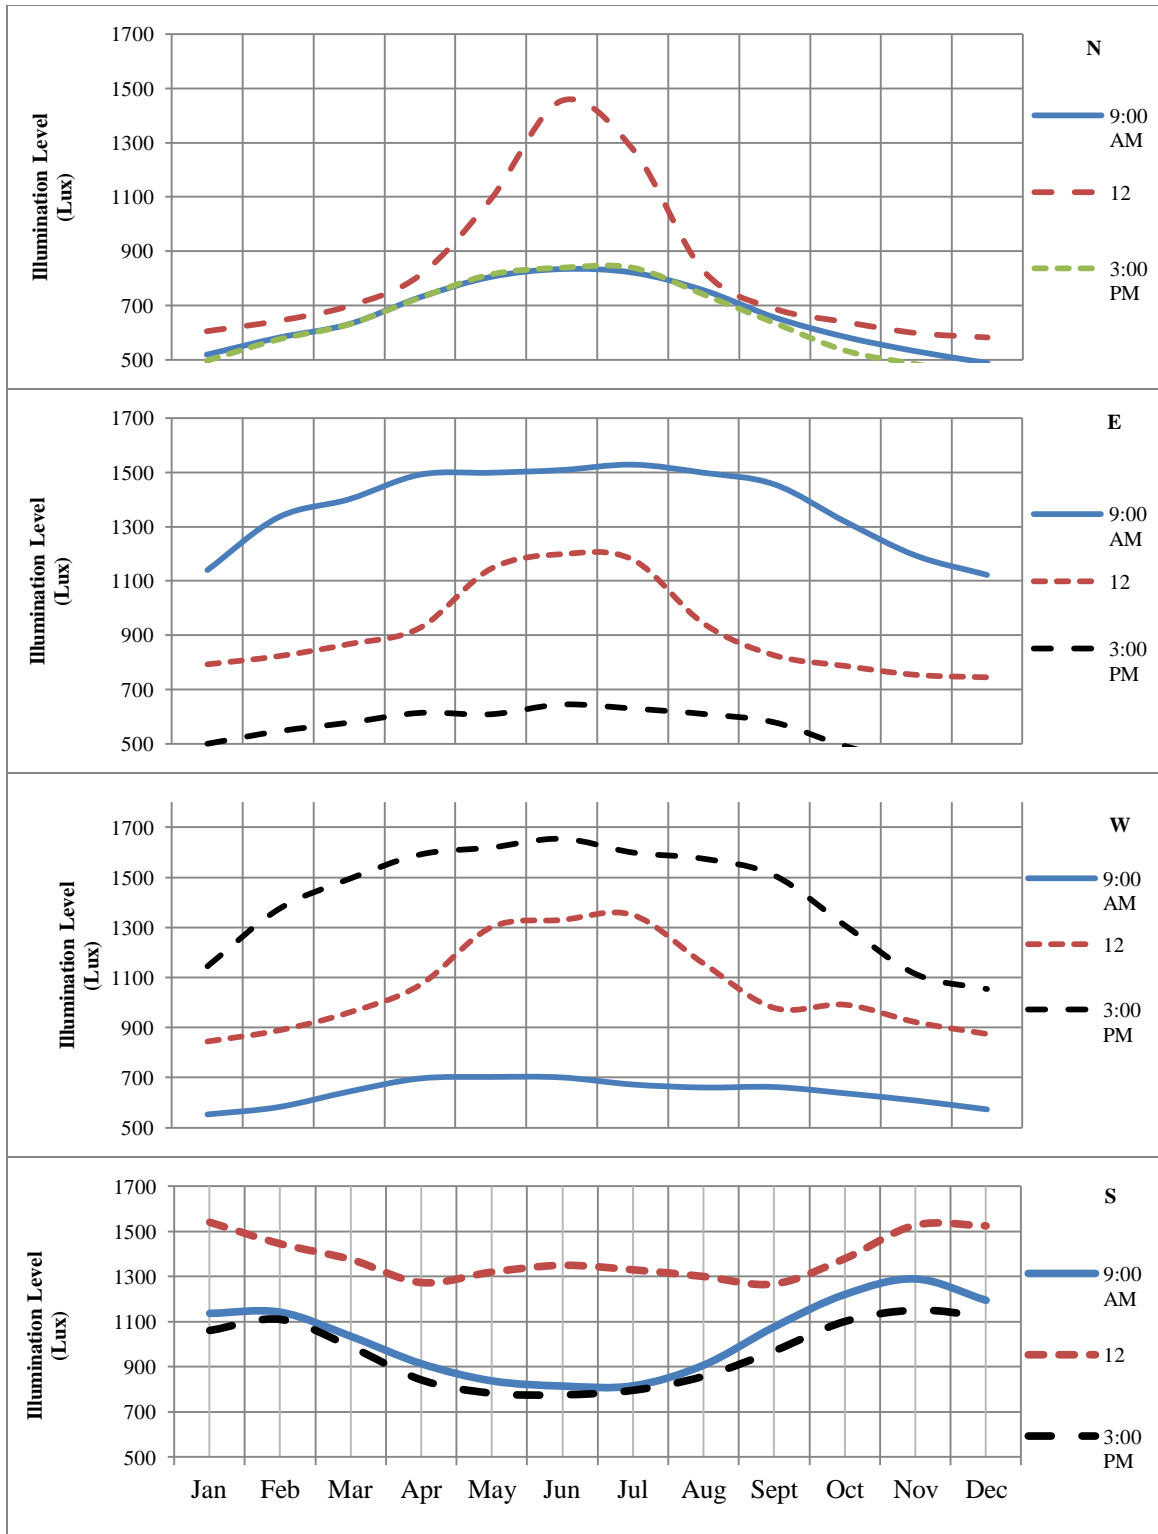 1700
1500
1300
1100
900
700
500
Illumination Level
(Lux)
N
9:00
AM
12
3:00
PM
1700
1500
1300
1100
900
700
500
Illumination Level
(Lux)
E
9:00
AM
12
3:00
PM
1700
1500
1300
1100
900
700
500
Illumination Level
(Lux)
W
9:00
AM
12
3:00
PM
1700
1500
1300
1100
900
700
500
Illumination Level
(Lux)
S
9:00
AM
12
3:00
PM
Jan Feb Mar Apr May Jun Jul Aug Sept Oct Nov Dec